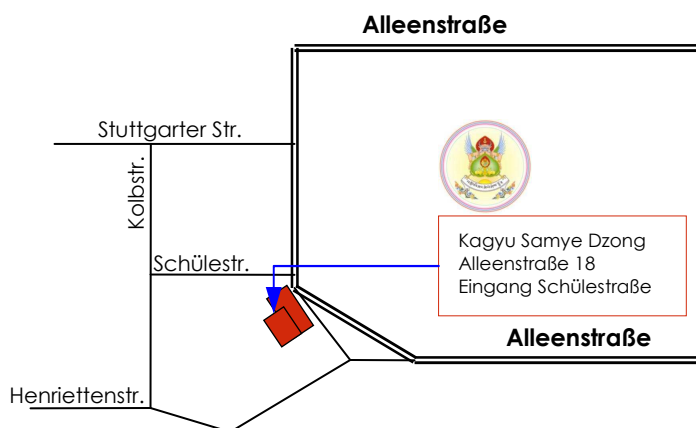 Alleenstraße
Stuttgarter Str.
Kolbstr.
Schülestr.
Kagyu Samye Dzong
Alleenstraße 18
Eingang Schülestraße
Alleenstraße
Henriettenstr.